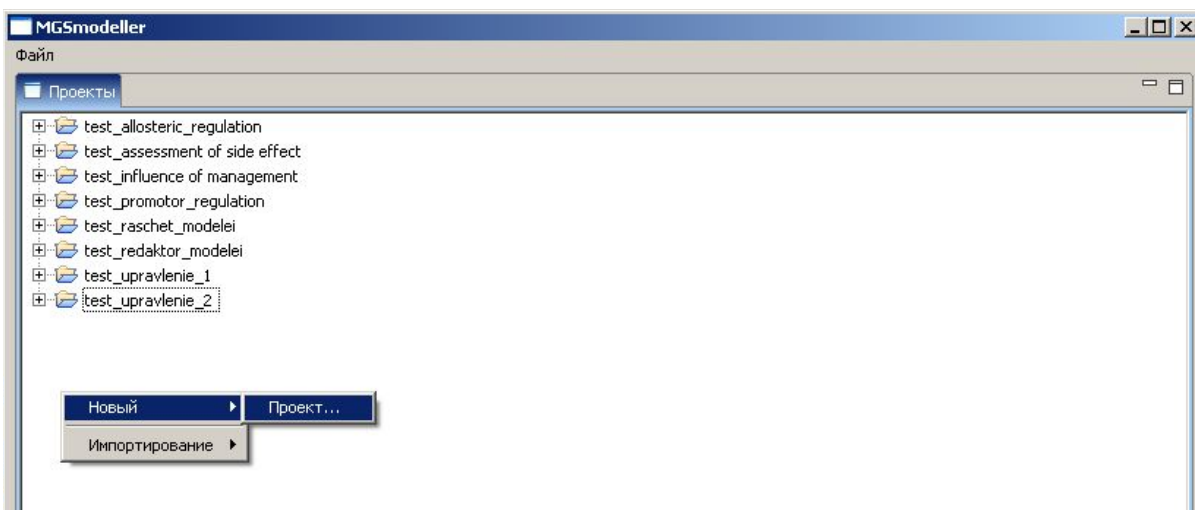 MGSmodeller
Файл
Проекты
test_allosteric_regulation
test_assessment of side effect
test_influence of management
test_promotor_regulation
test_raschet_modelei
test_redaktor_modelei
test_upravlenie_1
test_upravlenie_2
Новый Проект...
Импортирование